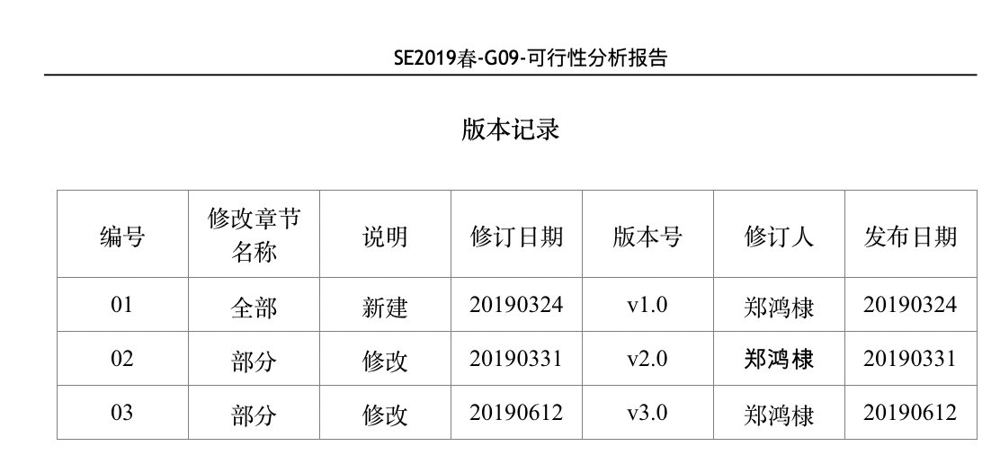 SE2019春-G09-可行性分析报告
版本记录
编号 修改章节名称 说明 修订日期 版本号 修订人 发布日期
01 全部 新建 20190324 v1.0 郑鸿棣 20190324
02 部分 修改 20190331 v2.0 郑鸿棣 20190331
03 部分 修改 20190612 v3.0 郑鸿棣 20190612